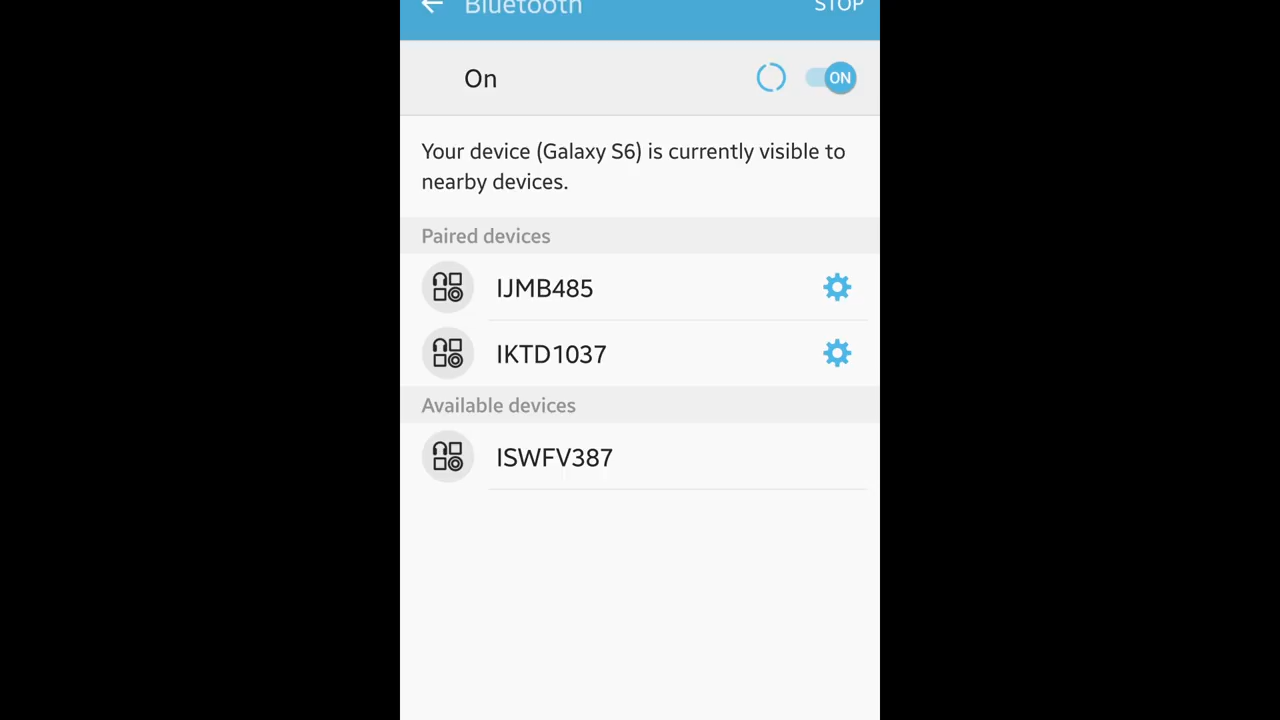 Bluetooth STOP
On ON
Your device (Galaxy S6) is currently visible to
nearby devices.
Paired devices
IJMB485
IKTD1037
Available devices
ISWFV387